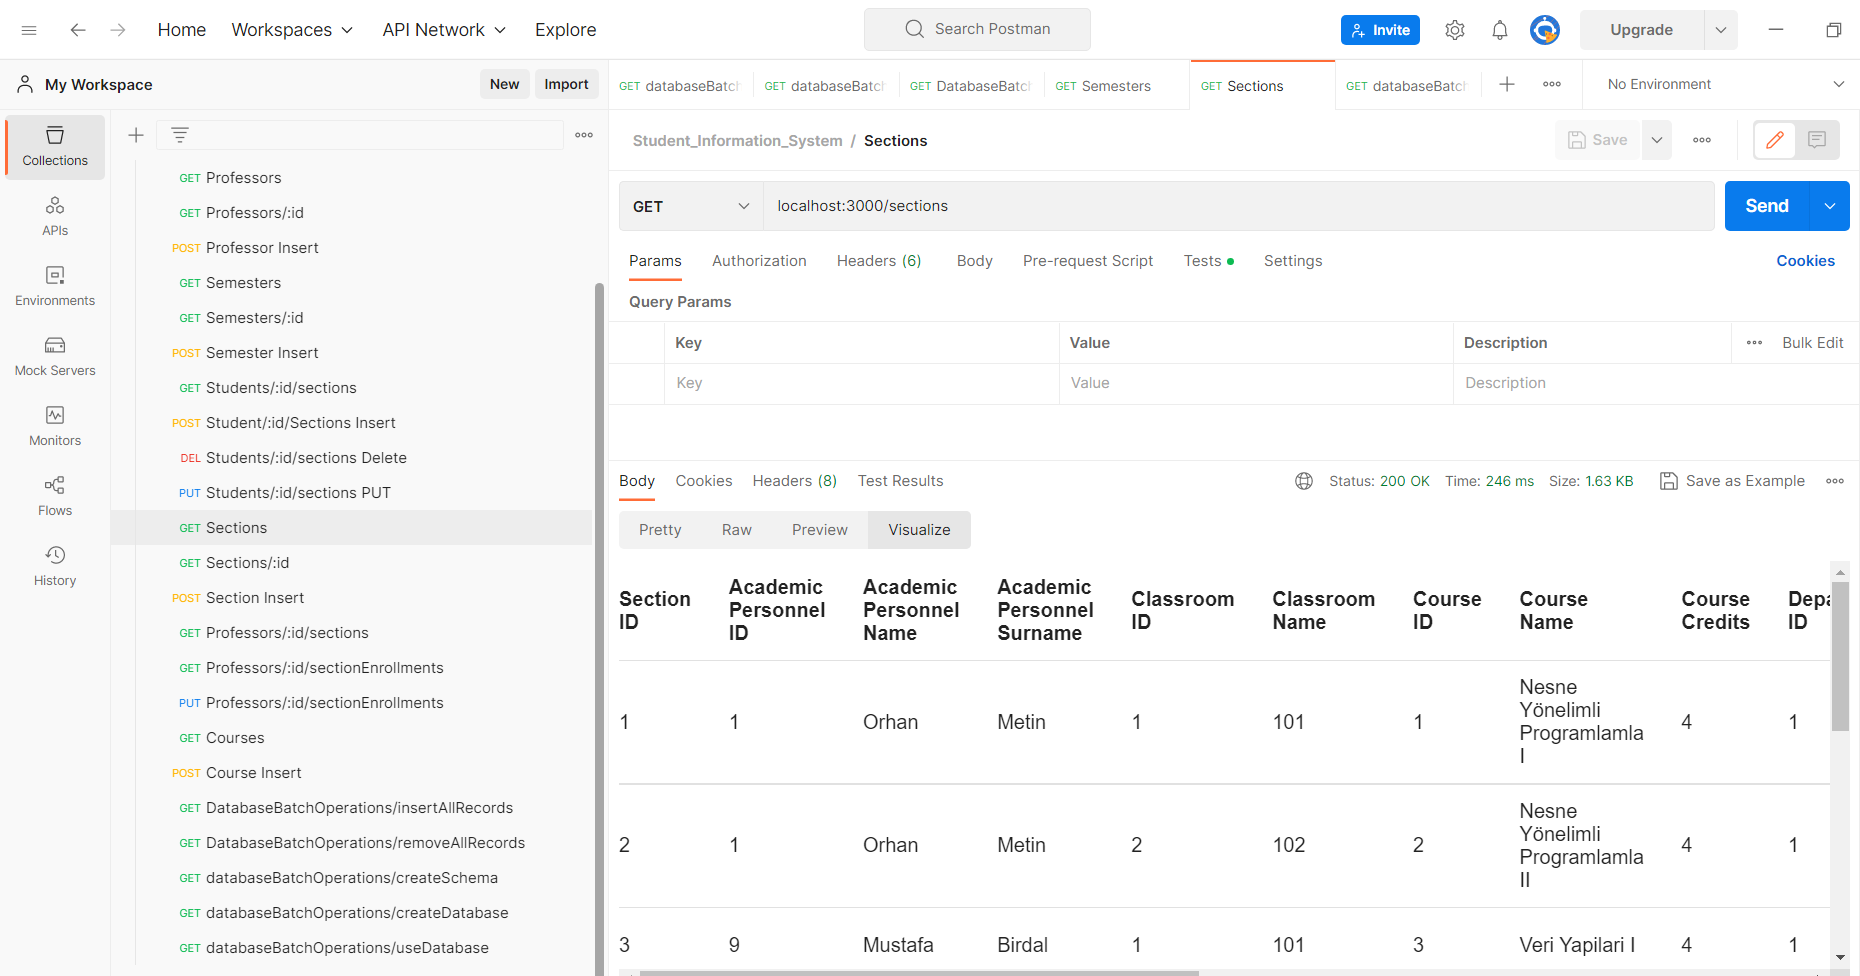 Home Workspaces API Network Explore Search Postman Invite Upgrade
My Workspace New Import
GET databaseBatch GET databaseBatc GET DatabaseBatc GET Semesters GET Sections GET databaseBatch No Environment
Collections
APIs
Environments
Mock Servers
Monitors
Flows
History
GET Professors
GET Professors/:id
POST Professor Insert
GET Semesters
GET Semesters/:id
POST Semester Insert
GET Students/:id/sections
POST Student/:id/Sections Insert
DEL Students/:id/sections Delete
PUT Students/:id/sections PUT
GET Sections
GET Sections/:id
POST Section Insert
GET Professors/:id/sections
GET Professors/:id/sectionEnrollments
PUT Professors/:id/sectionEnrollments
GET Courses
POST Course Insert
GET DatabaseBatchOperations/insertAllRecords
GET DatabaseBatchOperations/removeAllRecords
GET databaseBatchOperations/createSchema
GET databaseBatchOperations/createDatabase
GET databaseBatchOperations/useDatabase
Student_Information_System / Sections Save
GET localhost:3000/sections Send
Params Authorization Headers (6) Body Pre-request Script Tests Settings Cookies
Query Params
Key Value Description Bulk Edit
Key Value Description
Body Cookies Headers (8) Test Results Status: 200 OK Time: 246 ms Size: 1.63 KB Save as Example
Pretty Raw Preview Visualize
Section ID Academic Personnel ID Academic Personnel Name Academic Personnel Surname Classroom ID Classroom Name Course ID Course Name Course Credits Depa ID
1 1 Orhan Metin 1 101 1 Nesne Yönelimli Programlamla I 4 1
2 1 Orhan Metin 2 102 2 Nesne Yönelimli Programlamla II 4 1
3 9 Mustafa Birdal 1 101 3 Veri Yapilari I 4 1